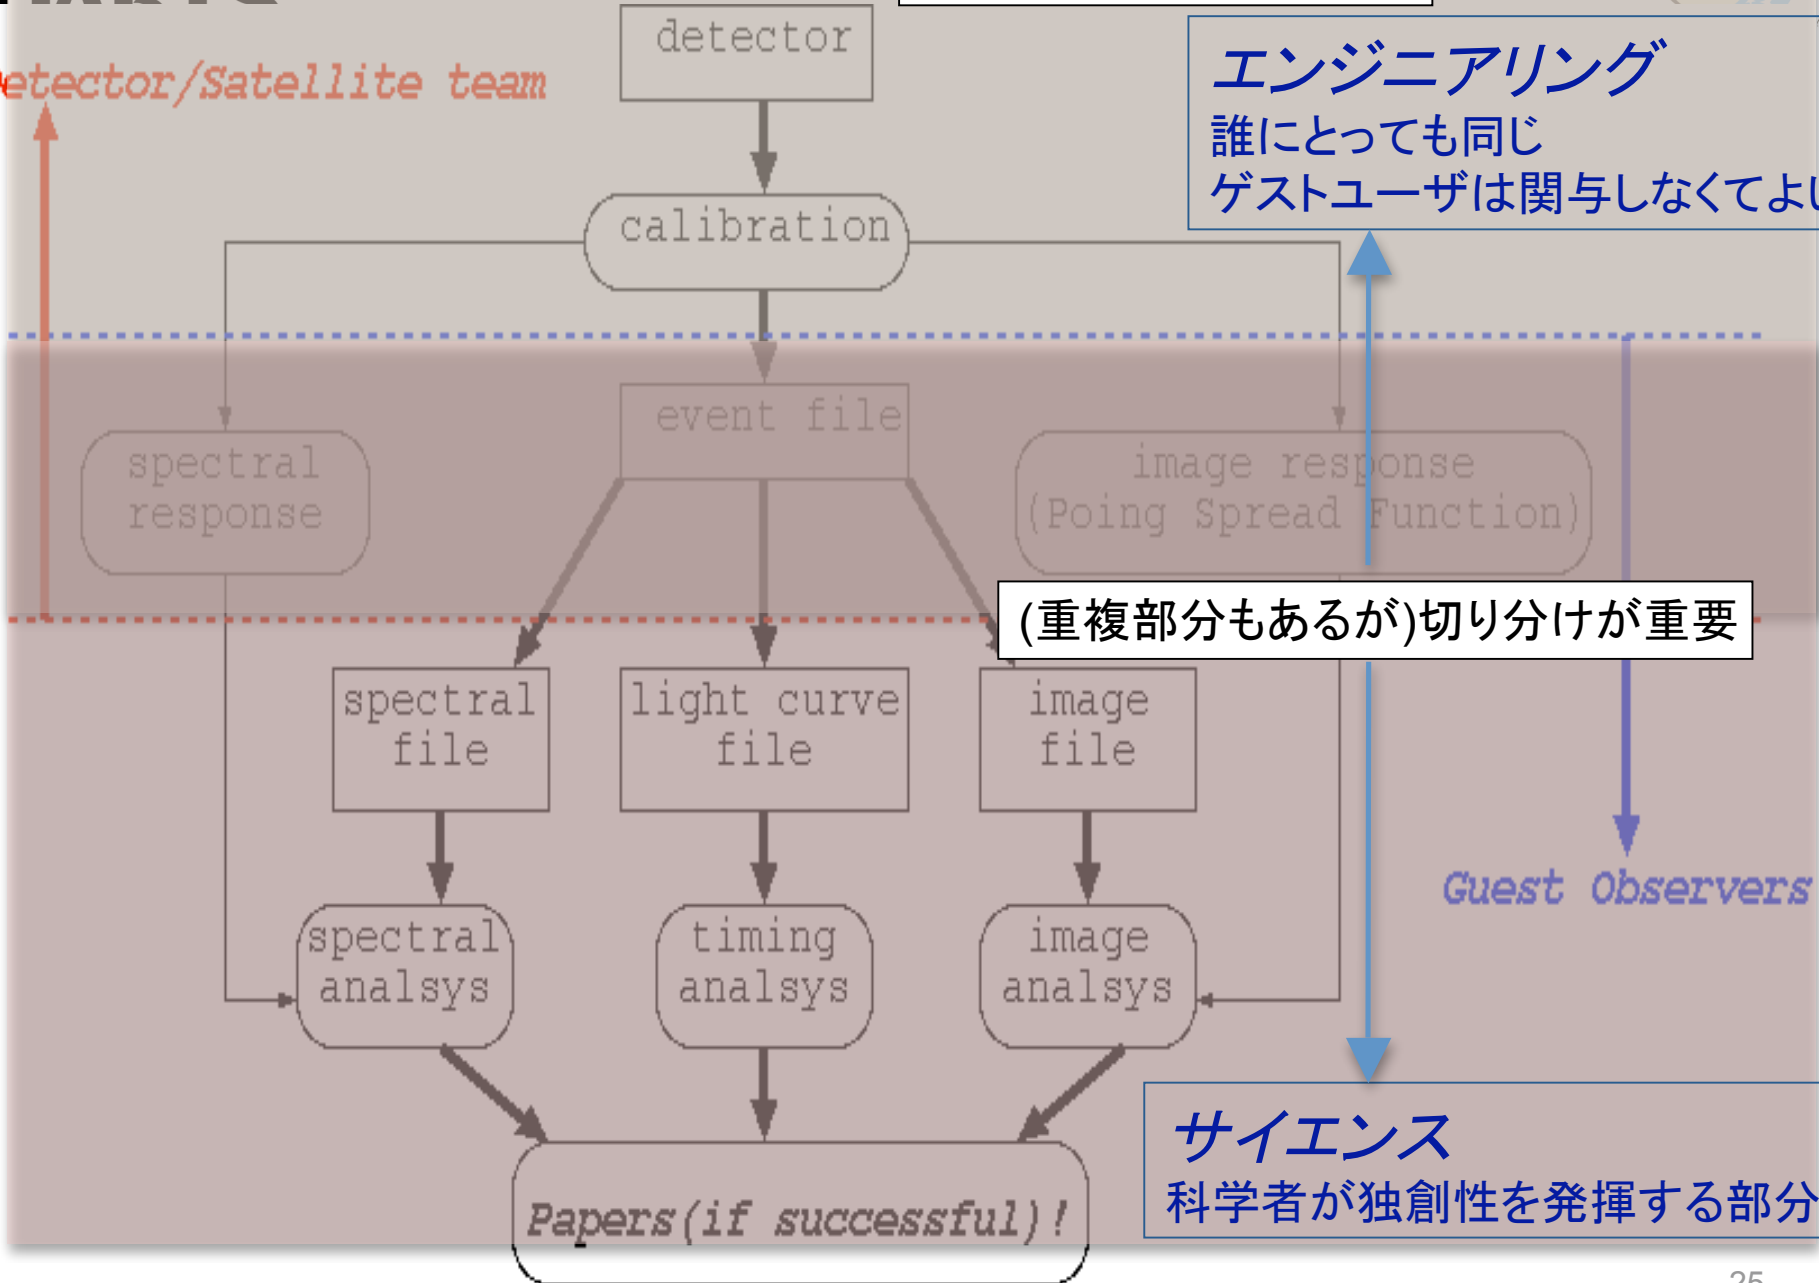 detector
etector/Satellite team
エンジニアリング
誰にとっても同じ
ゲストユーザは関与しなくてよい
calibration
event file
spectral
response
image response
(Poing Spread Function)
(重複部分もあるが)切り分けが重要
spectral
file
light curve
file
image
file
Guest Observers
spectral
analsys
timing
analsys
image
analsys
サイエンス
科学者が独創性を発揮する部分
Papers(if successful)!
25